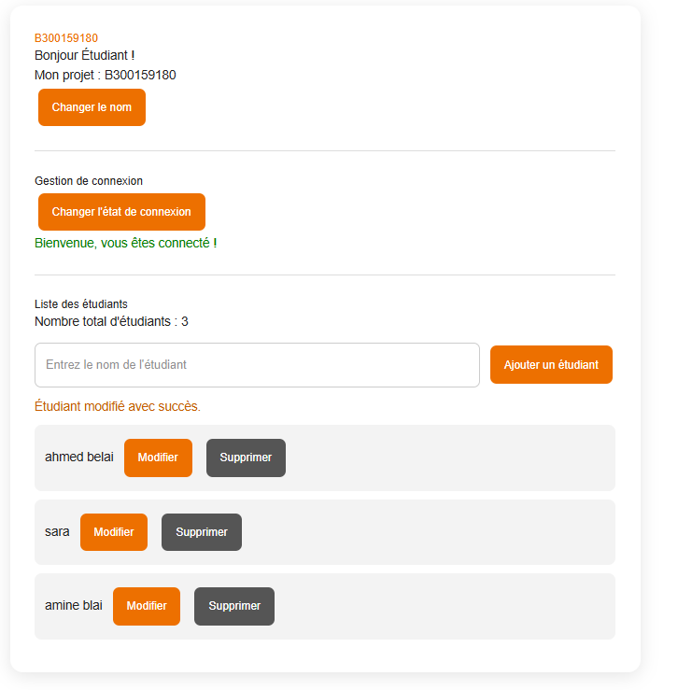 B300159180
Bonjour Étudiant !
Mon projet : B300159180
Changer le nom
Gestion de connexion
Changer l'état de connexion
Bienvenue, vous êtes connecté !
Liste des étudiants
Nombre total d'étudiants : 3
Entrez le nom de l'étudiant
Ajouter un étudiant
Étudiant modifié avec succès.
ahmed belai Modifier Supprimer
sara Modifier Supprimer
amine blai Modifier Supprimer